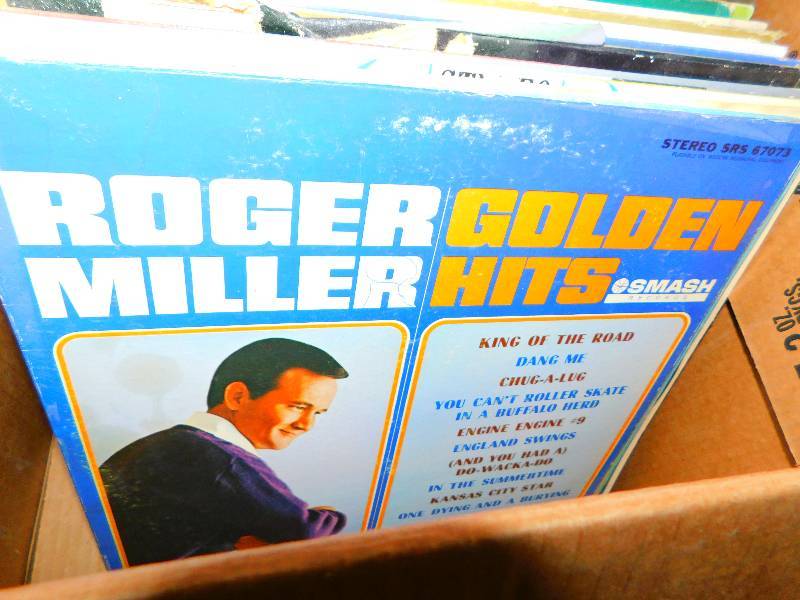 STEREO SRS 67073
ROGER GOLDEN
MILLER HITS
SMASH
RECORDS
KING OF THE ROAD
DANG ME
CHUG-A-LUG
YOU CAN'T ROLLER SKATE
IN A BUFFALO HERD
ENGINE ENGINE #9
ENGLAND SWINGS
(AND YOU HAD A)
DO-WACKA-DO
IN THE SUMMERTIME
KANSAS CITY STAR
ONE DYING AND A BURYING
OZ.